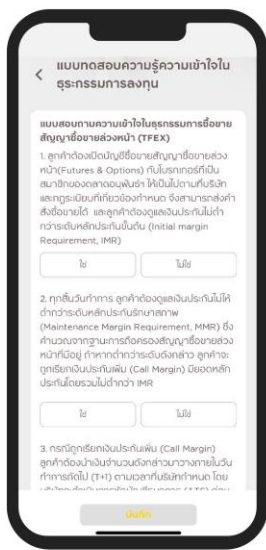 แบบทดสอบความรู้ความเข้าใจใน
ธุระกรรมการลงทุน
แบบสอบถามความเข้าใจในธุรกรรมการซื้อขาย
สัญญาซื้อขายล่วงหน้า (TFEX)
1. ลูกค้าต้องเปิดบัญชีซื้อขายสัญญาซื้อขายล่วง
หน้า(Futures & Options) กับโบรกเกอร์ที่เป็น
สมาชิกของตลาดอนุพันธ์ฯ ให้เป็นไปตามที่บริษัท
และกฎระเบียบที่เกี่ยวข้องกำหนด จึงสามารถส่งคำ
สั่งซื้อขายได้ และลูกค้าต้องดูแลเงินประกันไม่ต่ำ
กว่าระดับหลักประกันขั้นต้น (Initial margin
Requirement, IMR)
ใช่ ไม่ใช่
2. ทุกสิ้นวันทำการ ลูกค้าต้องดูแลเงินประกันไม่ให้
ต่ำกว่าระดับหลักประกันรักษาสภาพ
(Maintenance Margin Requirement, MMR) ซึ่ง
คำนวณจากฐานะการถือครองสัญญาซื้อขายล่วง
หน้าที่มีอยู่ ถ้าหากต่ำกว่าระดับดังกล่าว ลูกค้าจะ
ถูกเรียกเงินประกันเพิ่ม (Call Margin) มียอดหลัก
ประกันโดยรวมไม่ต่ำกว่า IMR
ใช่ ไม่ใช่
3. กรณีถูกเรียกเงินประกันเพิ่ม (Call Margin)
ลูกค้าต้องนำเงินจำนวนดังกล่าวมาวางภายในวัน
ทำการถัดไป (T+1) ตามเวลาที่บริษัทกำหนด โดย
บันทึก